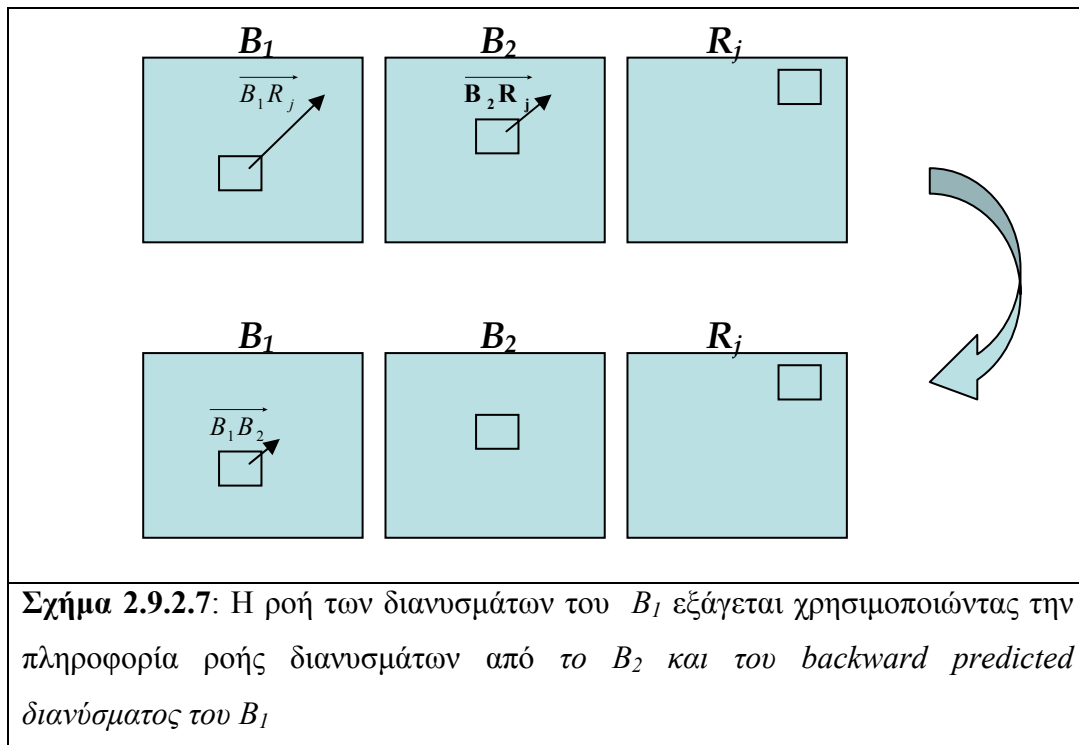 B₁ B₂ Rⱼ
B₁Rⱼ B₂Rⱼ
B₁ B₂ Rⱼ
B₁B₂
Σχήμα 2.9.2.7: Η ροή των διανυσμάτων του B₁ εξάγεται χρησιμοποιώντας την
πληροφορία ροής διανυσμάτων από το B₂ και του backward predicted
διανύσματος του B₁